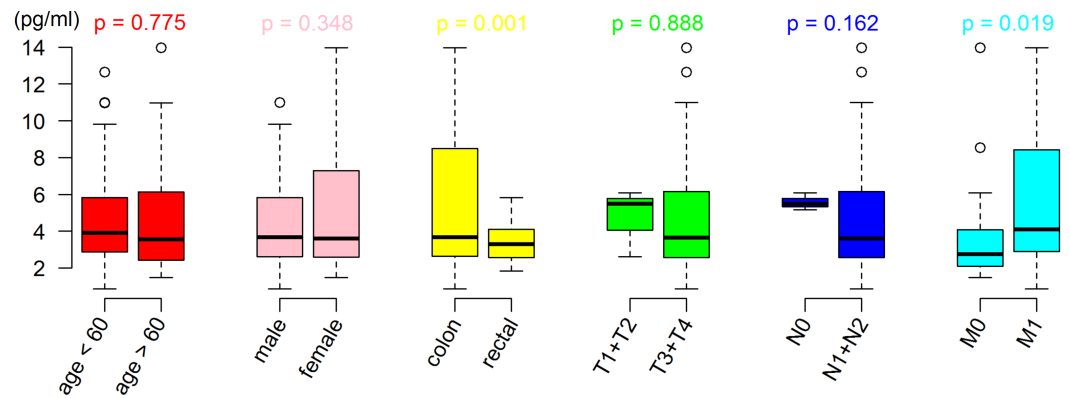 (pg/ml) p = 0.775 p = 0.348 p = 0.001 p = 0.888 p = 0.162 p = 0.019
14
12
10
8
6
4
2
age < 60
age > 60
male
female
colon
rectal
T1+T2
T3+T4
N0
N1+N2
M0
M1